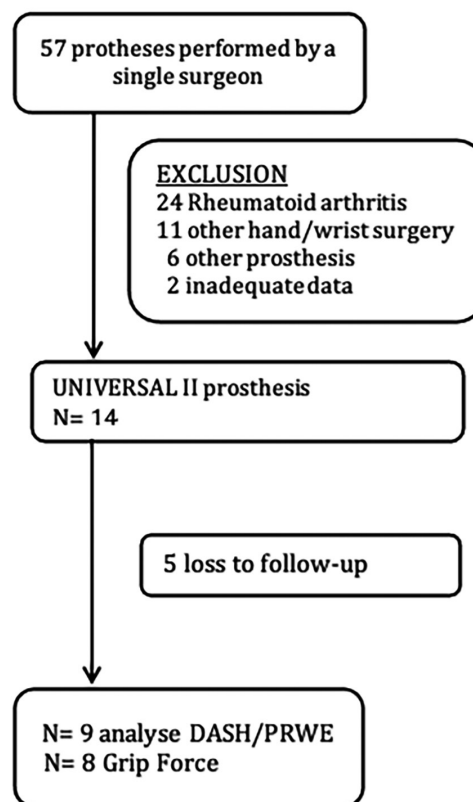 57 protheses performed by a
single surgeon
EXCLUSION
24 Rheumatoid arthritis
11 other hand/wrist surgery
6 other prosthesis
2 inadequate data
UNIVERSAL II prosthesis
N= 14
5 loss to follow-up
N= 9 analyse DASH/PRWE
N= 8 Grip Force